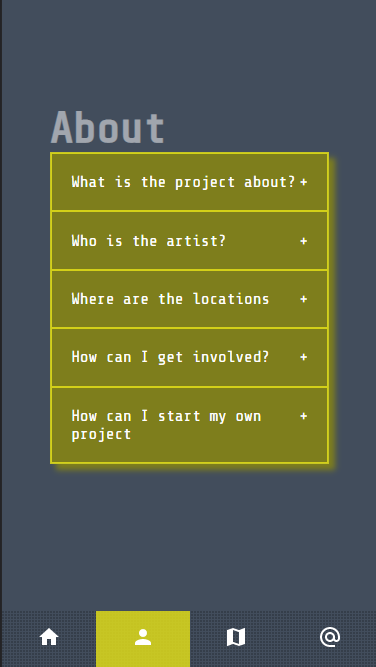 About
What is the project about? +
Who is the artist? +
Where are the locations +
How can I get involved? +
How can I start my own +
project